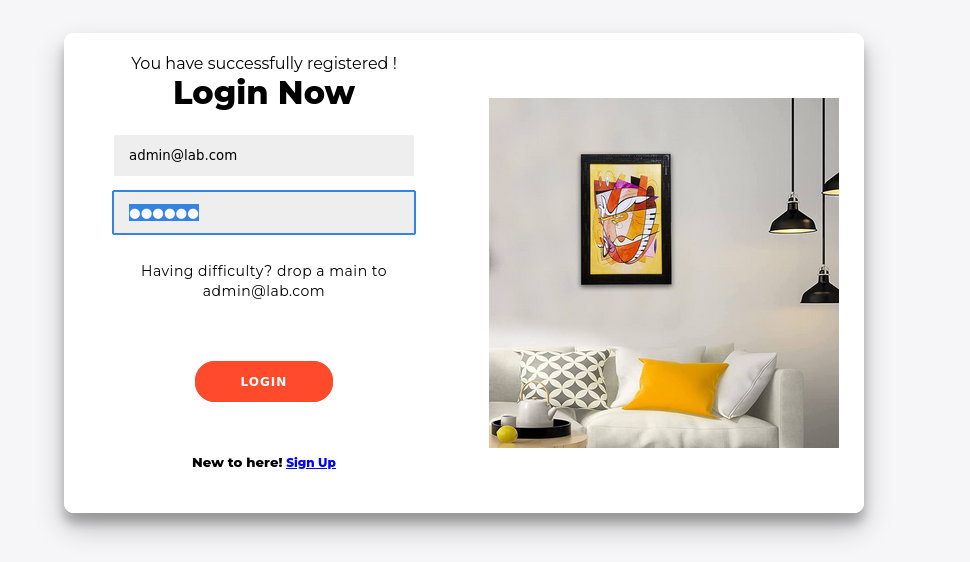 You have successfully registered !
Login Now
admin@lab.com
●●●●●●
Having difficulty? drop a main to
admin@lab.com
LOGIN
New to here! Sign Up